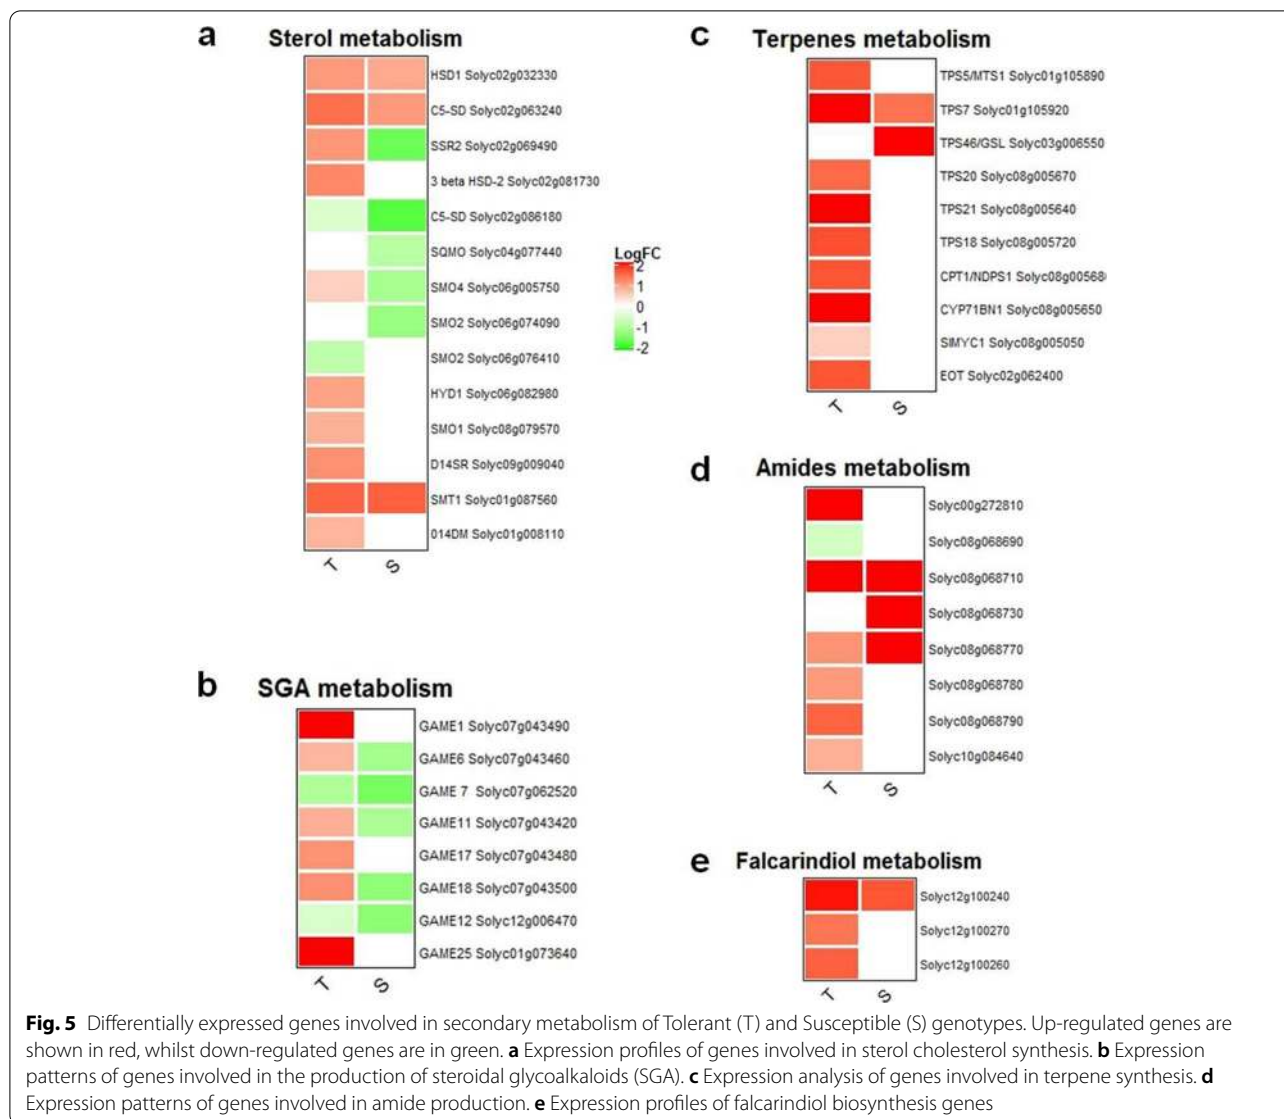 a Sterol metabolism
HSD1 Solyc02g032330
C5-SD Solyc02g063240
SSR2 Solyc02g069490
3 beta HSD-2 Solyc02g081730
C5-SD Solyc02g086180
SQMO Solyc04g077440
SMO4 Solyc06g005750
SMO2 Solyc06g074090
SMO2 Solyc06g076410
HYD1 Solyc06g082980
SMO1 Solyc08g079570
D14SR Solyc09g009040
SMT1 Solyc01g087560
014DM Solyc01g008110
T S
LogFC
2
1
0
-1
-2
b SGA metabolism
GAME1 Solyc07g043490
GAME6 Solyc07g043460
GAME 7 Solyc07g062520
GAME11 Solyc07g043420
GAME17 Solyc07g043480
GAME18 Solyc07g043500
GAME12 Solyc12g006470
GAME25 Solyc01g073640
T S
c Terpenes metabolism
TPS5/MTS1 Solyc01g105890
TPS7 Solyc01g105920
TPS46/GSL Solyc03g006550
TPS20 Solyc08g005670
TPS21 Solyc08g005640
TPS18 Solyc08g005720
CPT1/NDPS1 Solyc08g00568
CYP71BN1 Solyc08g005650
SlMYC1 Solyc08g005050
EOT Solyc02g062400
T S
d Amides metabolism
Solyc00g272810
Solyc08g068690
Solyc08g068710
Solyc08g068730
Solyc08g068770
Solyc08g068780
Solyc08g068790
Solyc10g084640
T S
e Falcarindiol metabolism
Solyc12g100240
Solyc12g100270
Solyc12g100260
T S
Fig. 5 Differentially expressed genes involved in secondary metabolism of Tolerant (T) and Susceptible (S) genotypes. Up-regulated genes are
shown in red, whilst down-regulated genes are in green. a Expression profiles of genes involved in sterol cholesterol synthesis. b Expression
patterns of genes involved in the production of steroidal glycoalkaloids (SGA). c Expression analysis of genes involved in terpene synthesis. d
Expression patterns of genes involved in amide production. e Expression profiles of falcarindiol biosynthesis genes